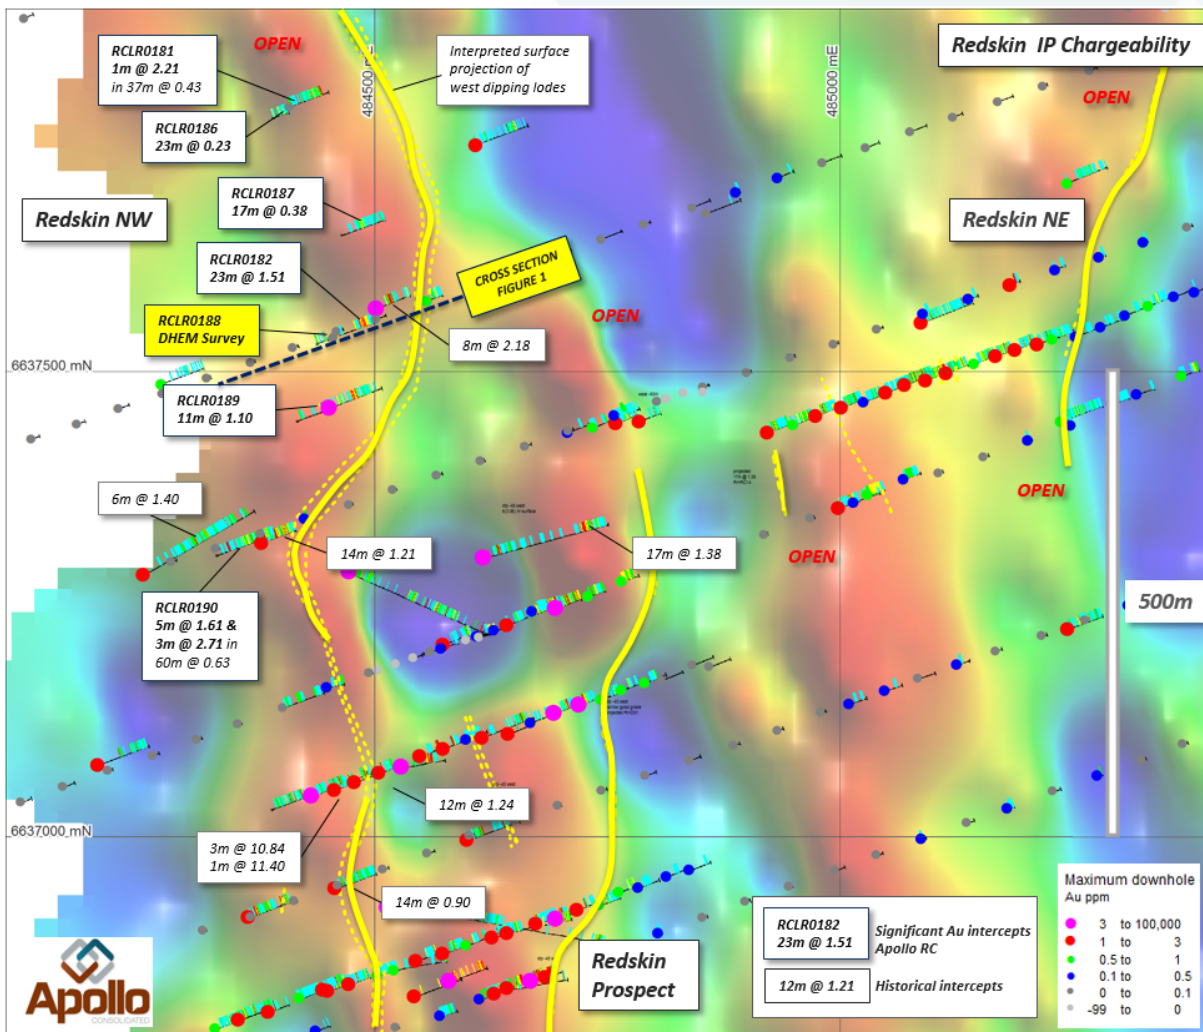 Redskin IP Chargeability
RCLR0181
1m @ 2.21
in 37m @ 0.43
OPEN
484500 mE
Interpreted surface
projection of
west dipping lodes
485000 mE
OPEN
RCLR0186
23m @ 0.23
RCLR0187
17m @ 0.38
Redskin NW
Redskin NE
RCLR0182
23m @ 1.51
CROSS SECTION
FIGURE 1
RCLR0188
DHEM Survey
OPEN
8m @ 2.18
6637500 mN
RCLR0189
11m @ 1.10
6m @ 1.40
OPEN
14m @ 1.21
17m @ 1.38
OPEN
RCLR0190
5m @ 1.61 &
3m @ 2.71 in
60m @ 0.63
500m
12m @ 1.24
6637000 mN
3m @ 10.84
1m @ 11.40
14m @ 0.90
Redskin
Prospect
RCLR0182
23m @ 1.51
Significant Au intercepts
Apollo RC
12m @ 1.21
Historical intercepts
Maximum downhole
Au ppm
3 to 100,000
1 to 3
0.5 to 1
0.1 to 0.5
0 to 0.1
-99 to 0
Apollo
CONSOLIDATED